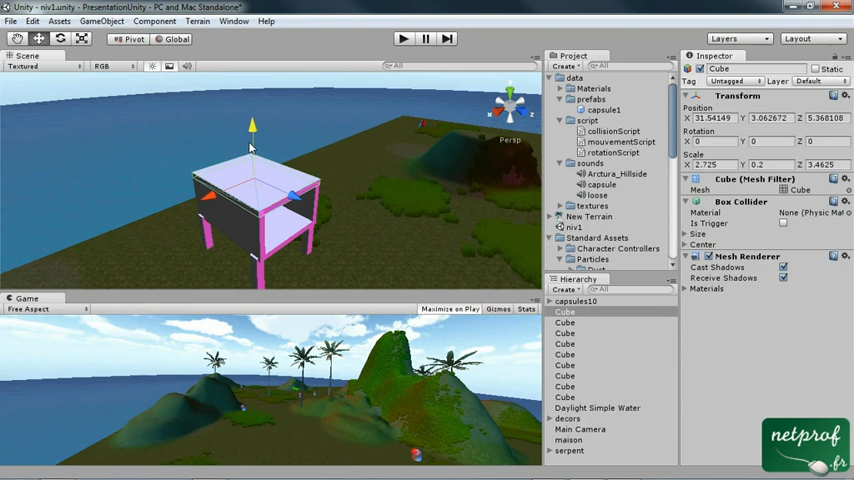 Unity - niv1.unity - PresentationUnity - PC and Mac Standalone*
File Edit Assets GameObject Component Terrain Window Help
Pivot Global Layers Layout
Scene
Textured RGB All
Persp
x z
Game
Free Aspect Maximize on Play Gizmos Stats
Project
Create All
data
Materials
prefabs
capsule1
script
collisionScript
mouvementScript
rotationScript
sounds
Arctura_Hillside
capsule
loose
textures
New Terrain
niv1
Standard Assets
Character Controllers
Particles
Dust
Hierarchy
Create All
capsules10
Cube
Cube
Cube
Cube
Cube
Cube
Cube
Cube
Cube
Daylight Simple Water
decors
Main Camera
maison
serpent
Inspector
Cube Static
Tag Untagged Layer Default
Transform
Position
X 31.54149 Y 3.062672 Z 5.368108
Rotation
X 0 Y 0 Z 0
Scale
X 2.725 Y 0.2 Z 3.4625
Cube (Mesh Filter)
Mesh Cube
Box Collider
Material None (Physic Mat
Is Trigger
Size
Center
Mesh Renderer
Cast Shadows
Receive Shadows
Materials
netprof
.fr